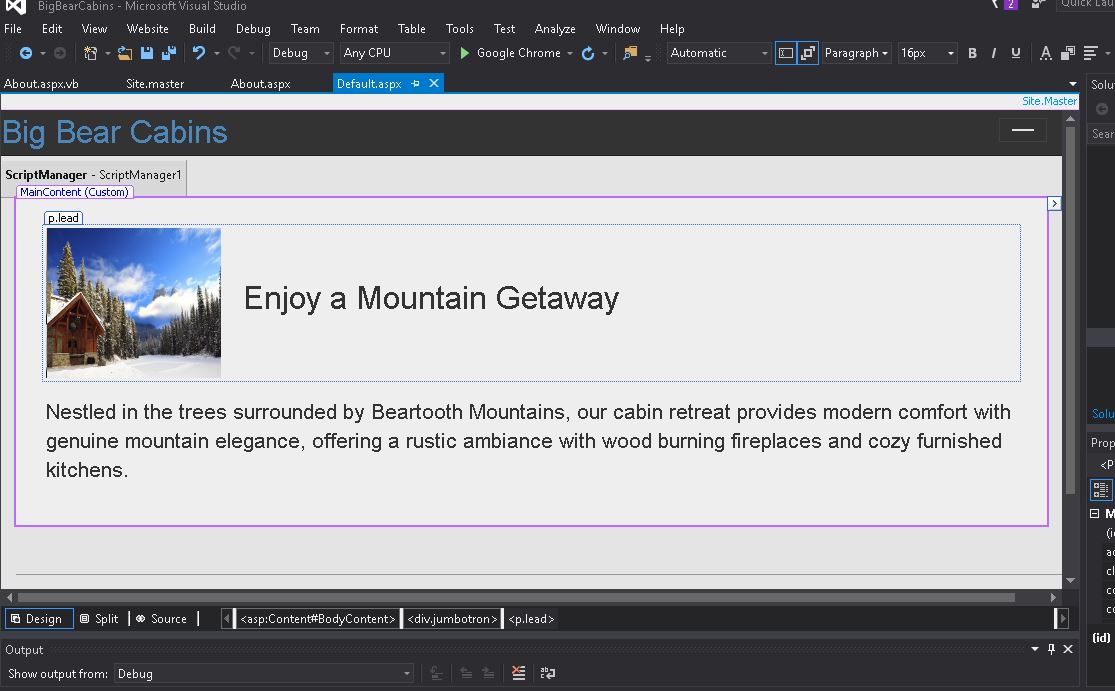 BigBearCabins - Microsoft Visual Studio
2
Quick Lau
File Edit View Website Build Debug Team Format Table Tools Test Analyze Window Help
Debug Any CPU Google Chrome Automatic Paragraph 16px B I U A
About.aspx.vb Site.master About.aspx Default.aspx
Solu
Site.Master
Big Bear Cabins
Sear
ScriptManager - ScriptManager1
MainContent (Custom)
p.lead
Enjoy a Mountain Getaway
Nestled in the trees surrounded by Beartooth Mountains, our cabin retreat provides modern comfort with
genuine mountain elegance, offering a rustic ambiance with wood burning fireplaces and cozy furnished
kitchens.
Solu
Prop
<P
M
(i
ac
cl
co
co
Design Split Source <asp:Content#BodyContent> <div.jumbotron> <p.lead>
(id)
Output
Show output from: Debug